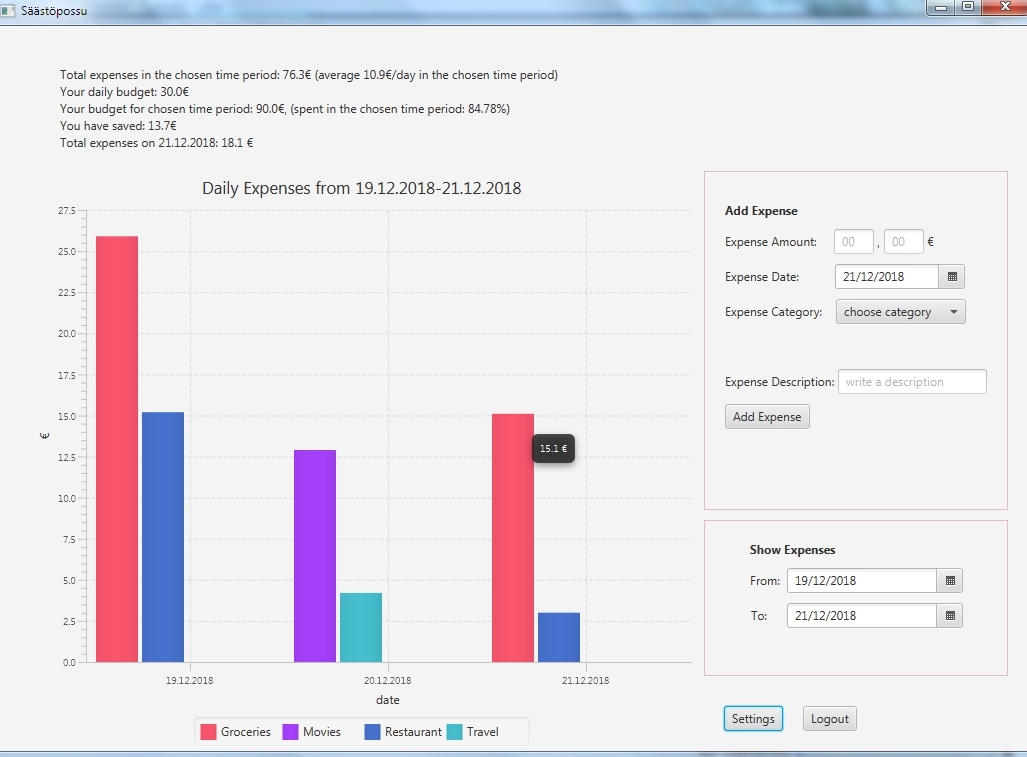 Säästöpossu
Total expenses in the chosen time period: 76.3€ (average 10.9€/day in the chosen time period)
Your daily budget: 30.0€
Your budget for chosen time period: 90.0€, (spent in the chosen time period: 84.78%)
You have saved: 13.7€
Total expenses on 21.12.2018: 18.1 €
Daily Expenses from 19.12.2018-21.12.2018
27.5
25.0
22.5
20.0
17.5
15.0
12.5
10.0
7.5
5.0
2.5
0.0
€
15.1 €
19.12.2018 20.12.2018 21.12.2018
date
Groceries Movies Restaurant Travel
Add Expense
Expense Amount: 00 , 00 €
Expense Date: 21/12/2018
Expense Category: choose category
Expense Description: write a description
Add Expense
Show Expenses
From: 19/12/2018
To: 21/12/2018
Settings Logout